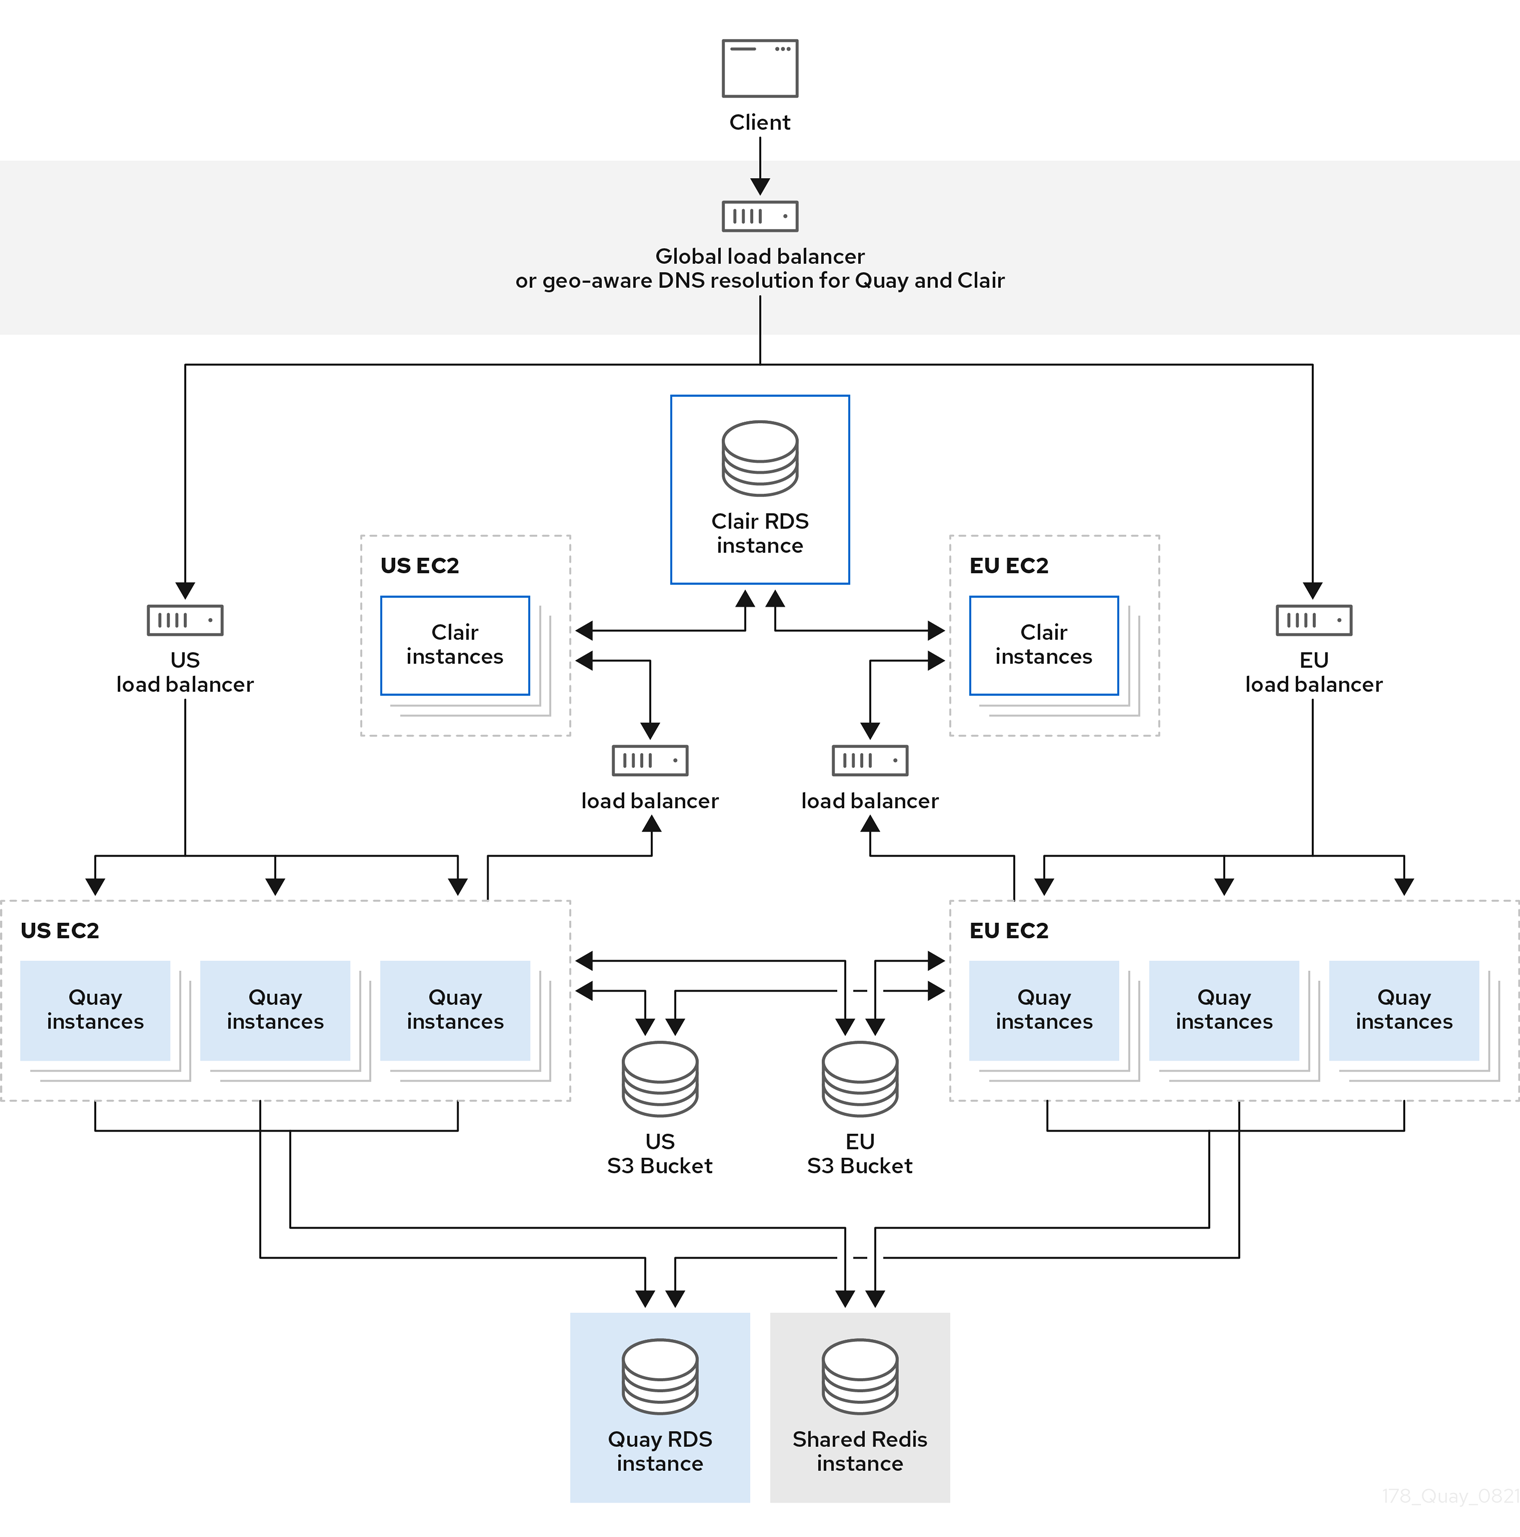 Client
Global load balancer
or geo-aware DNS resolution for Quay and Clair
Clair RDS
instance
US EC2
Clair
instances
EU EC2
Clair
instances
US
load balancer
EU
load balancer
load balancer
load balancer
US EC2
Quay
instances
Quay
instances
Quay
instances
EU EC2
Quay
instances
Quay
instances
Quay
instances
US
S3 Bucket
EU
S3 Bucket
Quay RDS
instance
Shared Redis
instance
178_Quay_0821